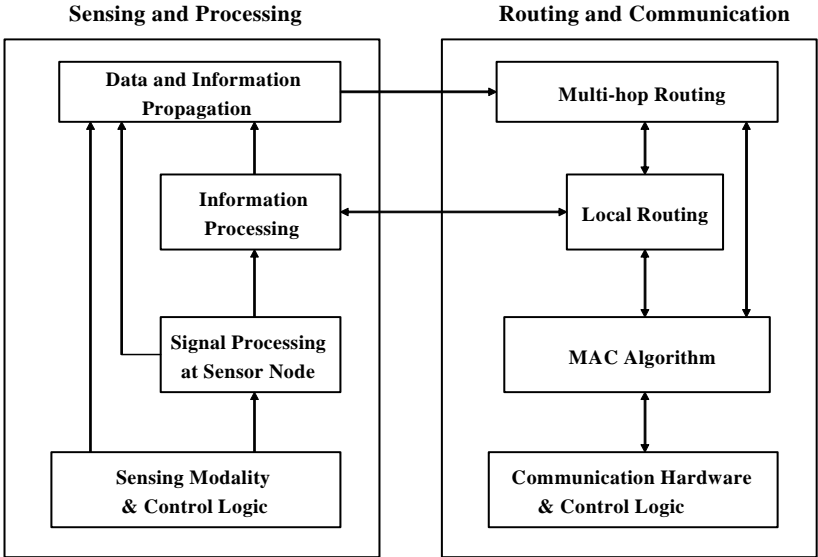 Sensing and Processing
Data and Information
Propagation
Information
Processing
Signal Processing
at Sensor Node
Sensing Modality
& Control Logic
Routing and Communication
Multi-hop Routing
Local Routing
MAC Algorithm
Communication Hardware
& Control Logic